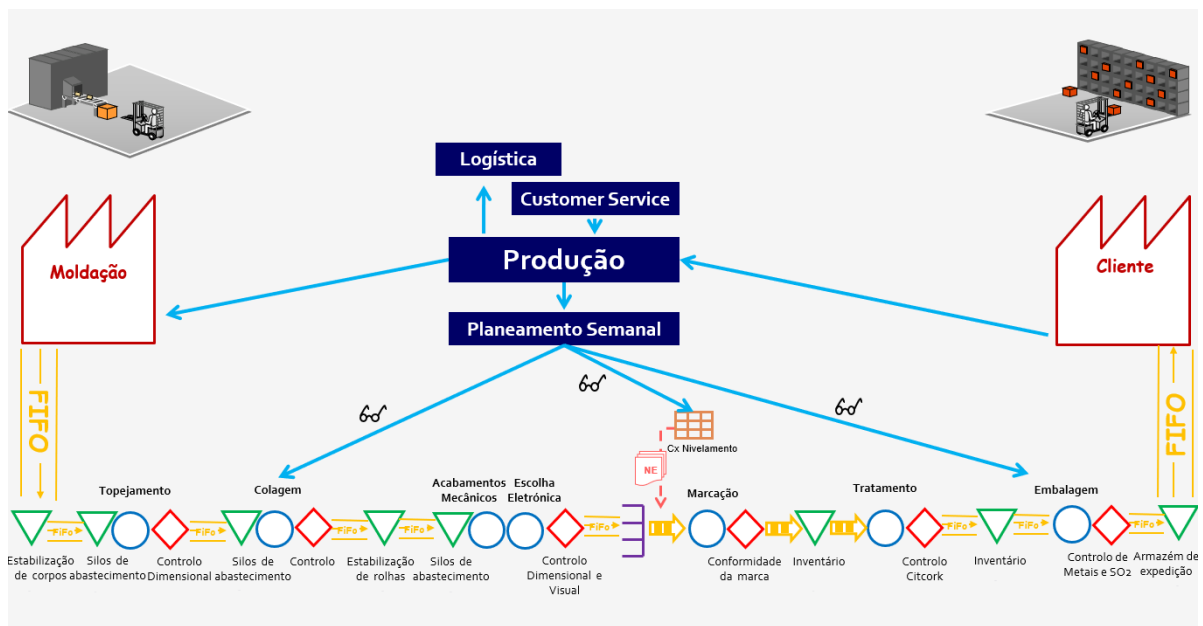 Logística
Customer Service
Produção
Planeamento Semanal
Moldação
Cliente
FIFO
FIFO
Cx Nivelamento
NE
Topejamento
Colagem
Acabamentos
Mecânicos
Escolha
Eletrónica
Marcação
Tratamento
Embalagem
FiFo
FiFo
FiFo
FiFo
FiFo
FiFo
FiFo
FiFo
FiFo
Estabilização
de corpos
Silos de
abastecimento
Controlo
Dimensional
Silos de
abastecimento
Controlo
Estabilização
de rolhas
Silos de
abastecimento
Controlo
Dimensional e
Visual
Conformidade
da marca
Inventário
Controlo
Citcork
Inventário
Controlo de
Metais e SO2
Armazém de
expedição